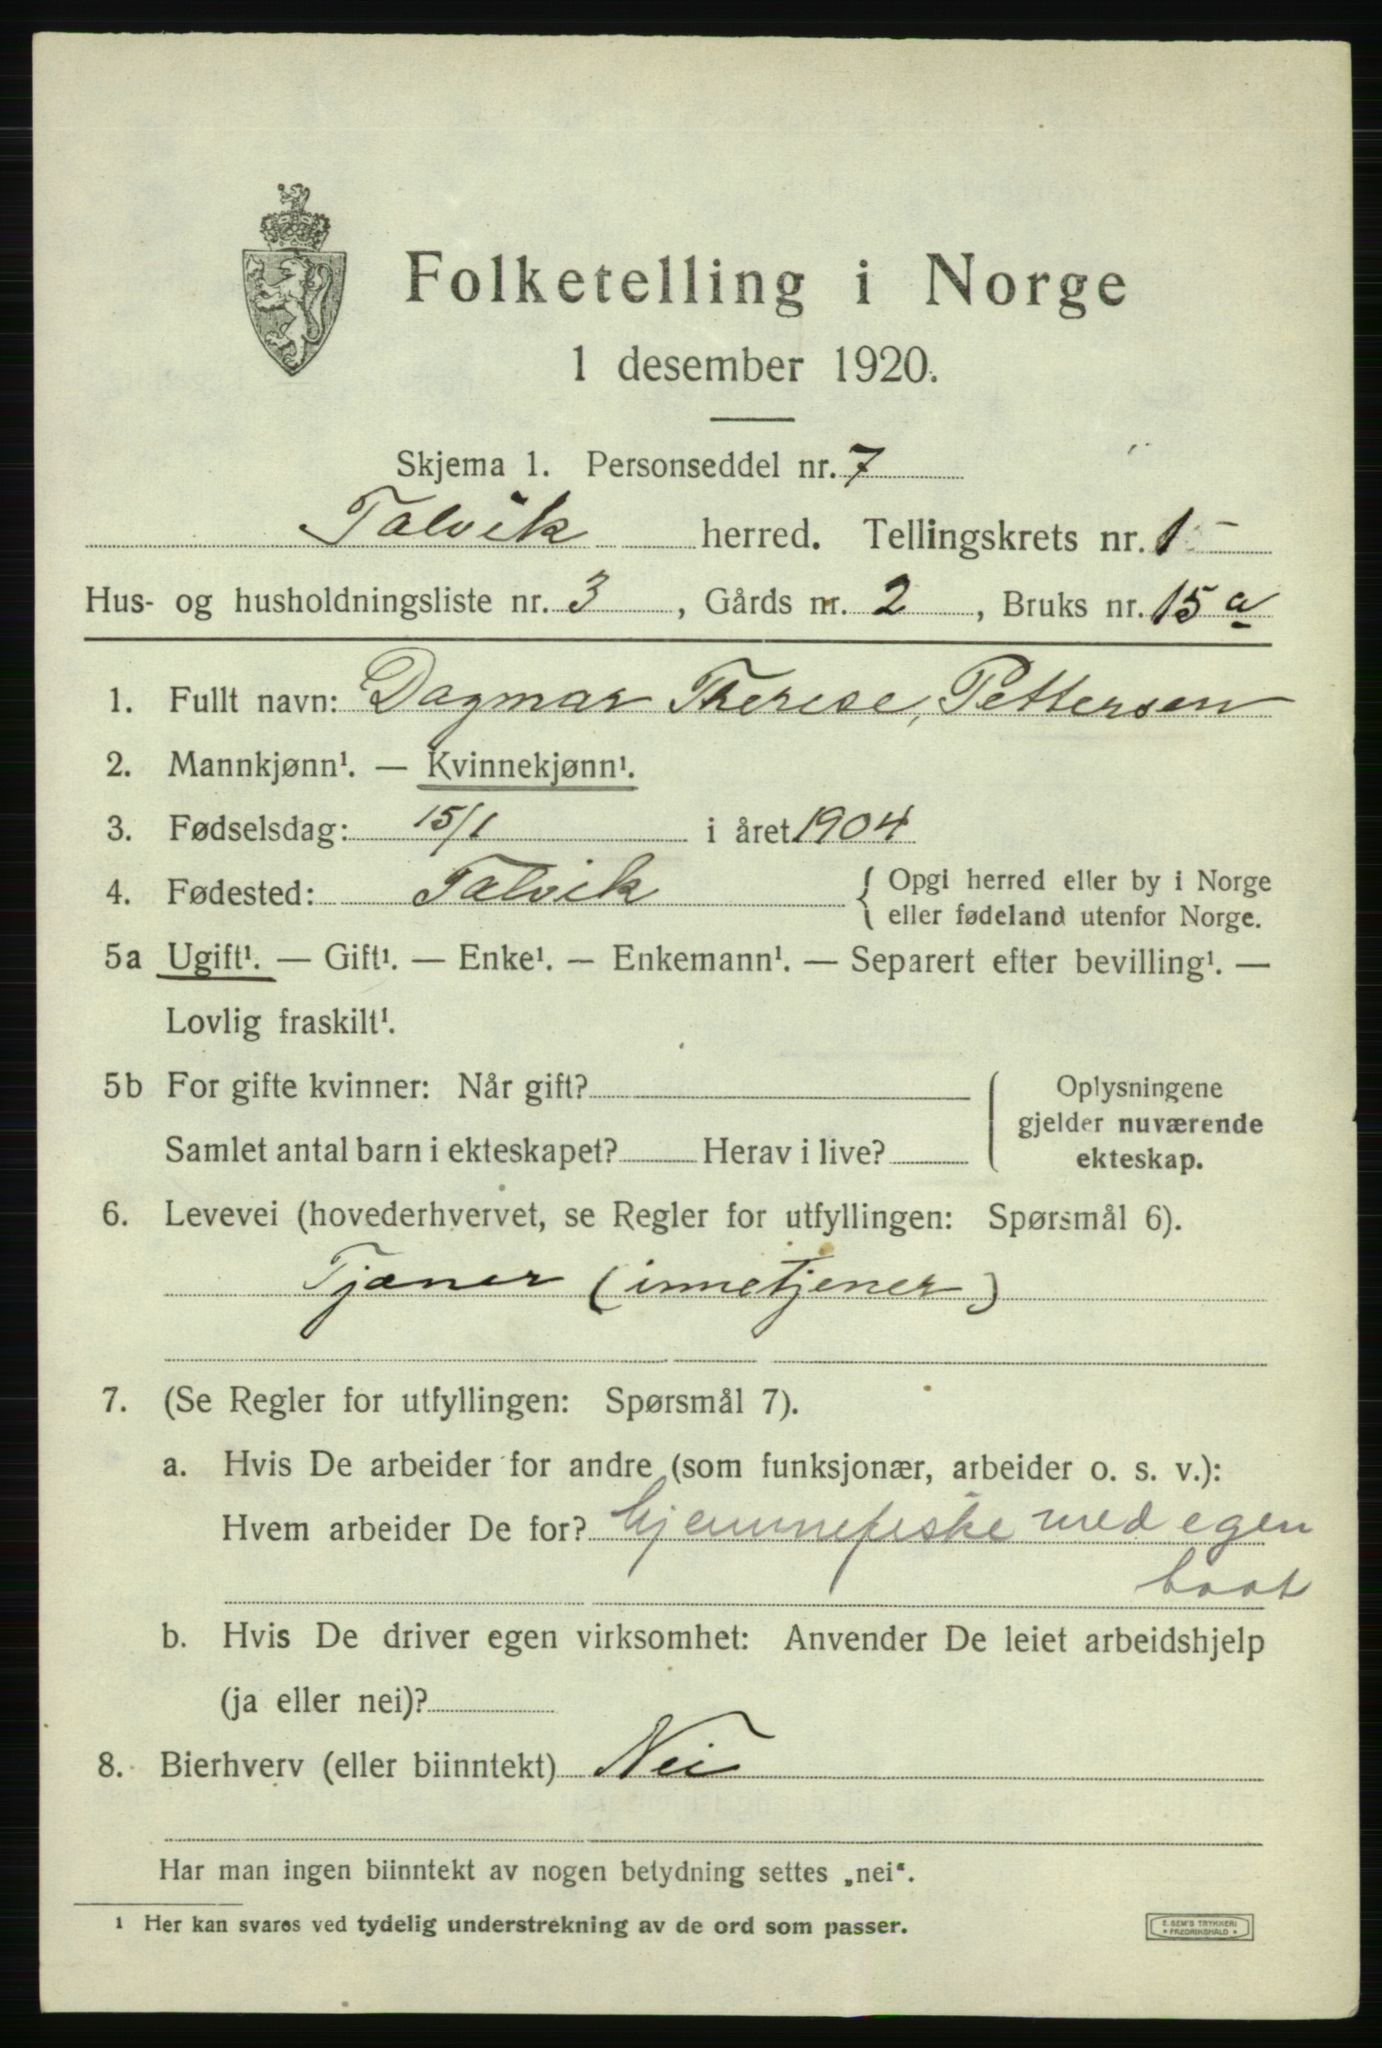 Folketelling i Norge
1 desember 1920.
Skjema 1. Personseddel nr. 7
Talvik herred. Tellingskrets nr. 1
Hus- og husholdningsliste nr. 3, Gårds nr. 2, Bruks nr. 15 a
1. Fullt navn: Dagmar Therese, Pettersen
2. Mannkjønn¹. — Kvinnekjønn¹.
3. Fødselsdag: 15/1 i året 1904
4. Fødested: Talvik { Opgi herred eller by i Norge
eller fødeland utenfor Norge.
5a Ugift¹. — Gift¹. — Enke¹. — Enkemann¹. — Separert efter bevilling¹. —
Lovlig fraskilt¹.
5b For gifte kvinner: Når gift?
Samlet antal barn i ekteskapet? Herav i live?
Oplysningene
gjelder nuværende
ekteskap.
6. Levevei (hovederhvervet, se Regler for utfyllingen: Spørsmål 6).
Tjæner (innetjener)
7. (Se Regler for utfyllingen: Spørsmål 7).
a. Hvis De arbeider for andre (som funksjonær, arbeider o. s. v.):
Hvem arbeider De for? hjemmefiske med egen
baat
b. Hvis De driver egen virksomhet: Anvender De leiet arbeidshjelp
(ja eller nei)?
8. Bierhverv (eller biinntekt) Nei
Har man ingen biinntekt av nogen betydning settes „nei“.
1 Her kan svares ved tydelig understrekning av de ord som passer.
E. SEM'S TRYKKERI
• FREDRIKSHALD •